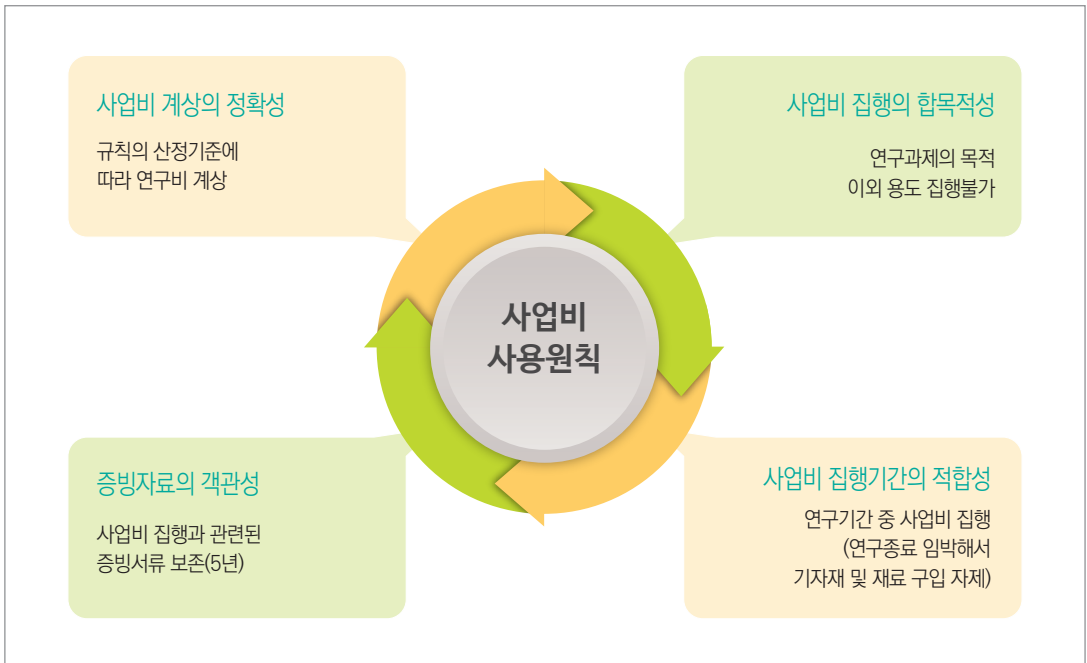 사업비 계상의 정확성
규칙의 산정기준에
따라 연구비 계상
사업비 집행의 합목적성
연구과제의 목적
이외 용도 집행불가
사업비
사용원칙
증빙자료의 객관성
사업비 집행과 관련된
증빙서류 보존(5년)
사업비 집행기간의 적합성
연구기간 중 사업비 집행
(연구종료 임박해서
기자재 및 재료 구입 자제)